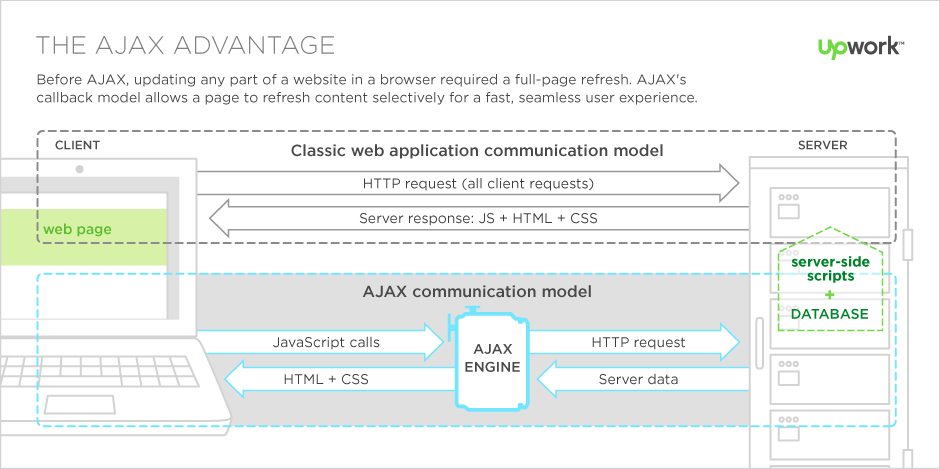 THE AJAX ADVANTAGE
upwork™
Before AJAX, updating any part of a website in a browser required a full-page refresh. AJAX's
callback model allows a page to refresh content selectively for a fast, seamless user experience.
CLIENT
SERVER
Classic web application communication model
HTTP request (all client requests)
Server response: JS + HTML + CSS
web page
server-side
scripts
+
DATABASE
AJAX communication model
JavaScript calls
AJAX
ENGINE
HTTP request
HTML + CSS
Server data